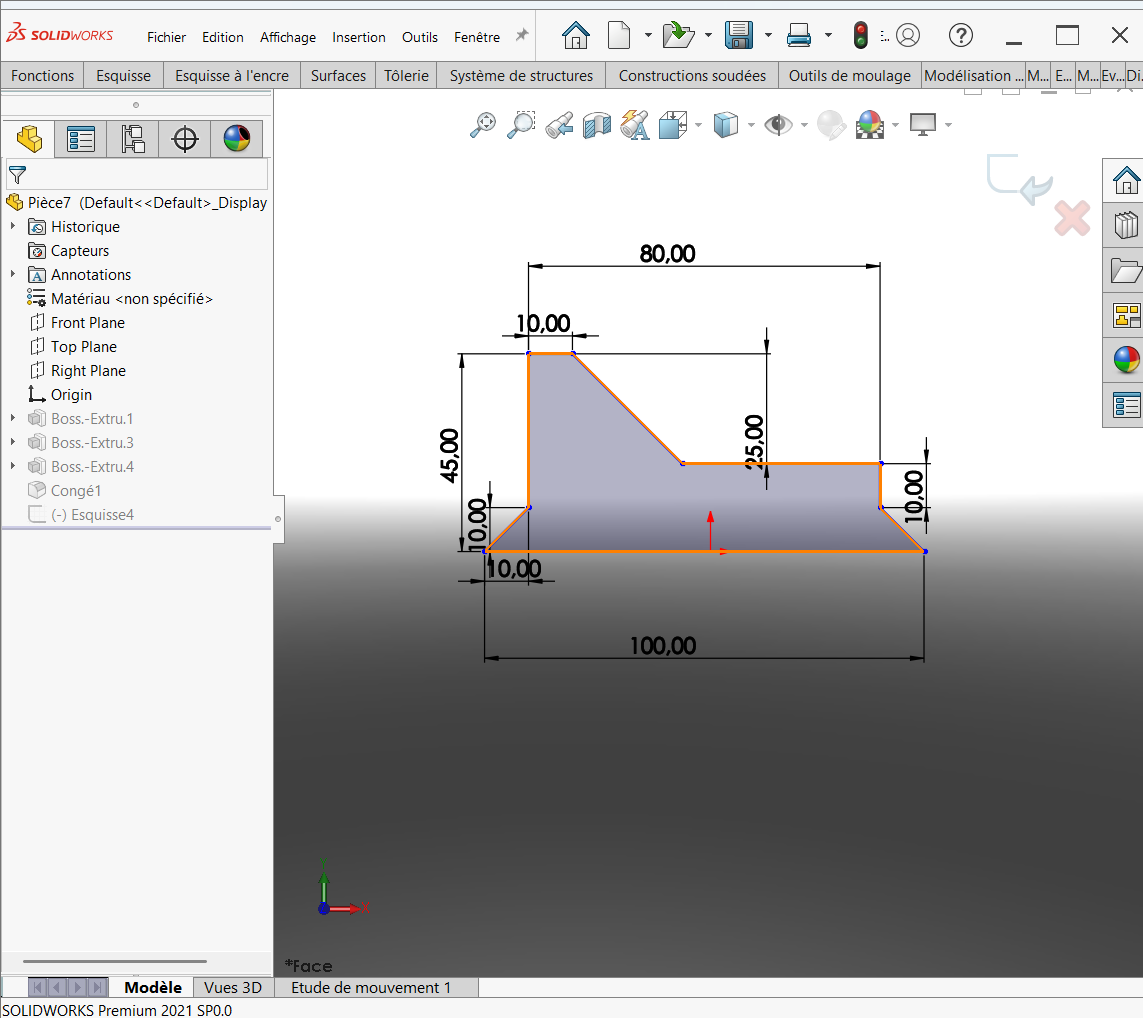 SOLIDWORKS
Fichier Edition Affichage Insertion Outils Fenêtre
Fonctions Esquisse Esquisse à l'encre Surfaces Tôlerie Système de structures Constructions soudées Outils de moulage Modélisation ... M... E... M... Ev... Di
Pièce7 (Default<<Default>_Display
Historique
Capteurs
Annotations
Matériau <non spécifié>
Front Plane
Top Plane
Right Plane
Origin
Boss.-Extru.1
Boss.-Extru.3
Boss.-Extru.4
Congé1
(-) Esquisse4
80,00
10,00
45,00
25,00
10,00
10,00
10,00
100,00
Y
X
*Face
Modèle Vues 3D Etude de mouvement 1
SOLIDWORKS Premium 2021 SP0.0